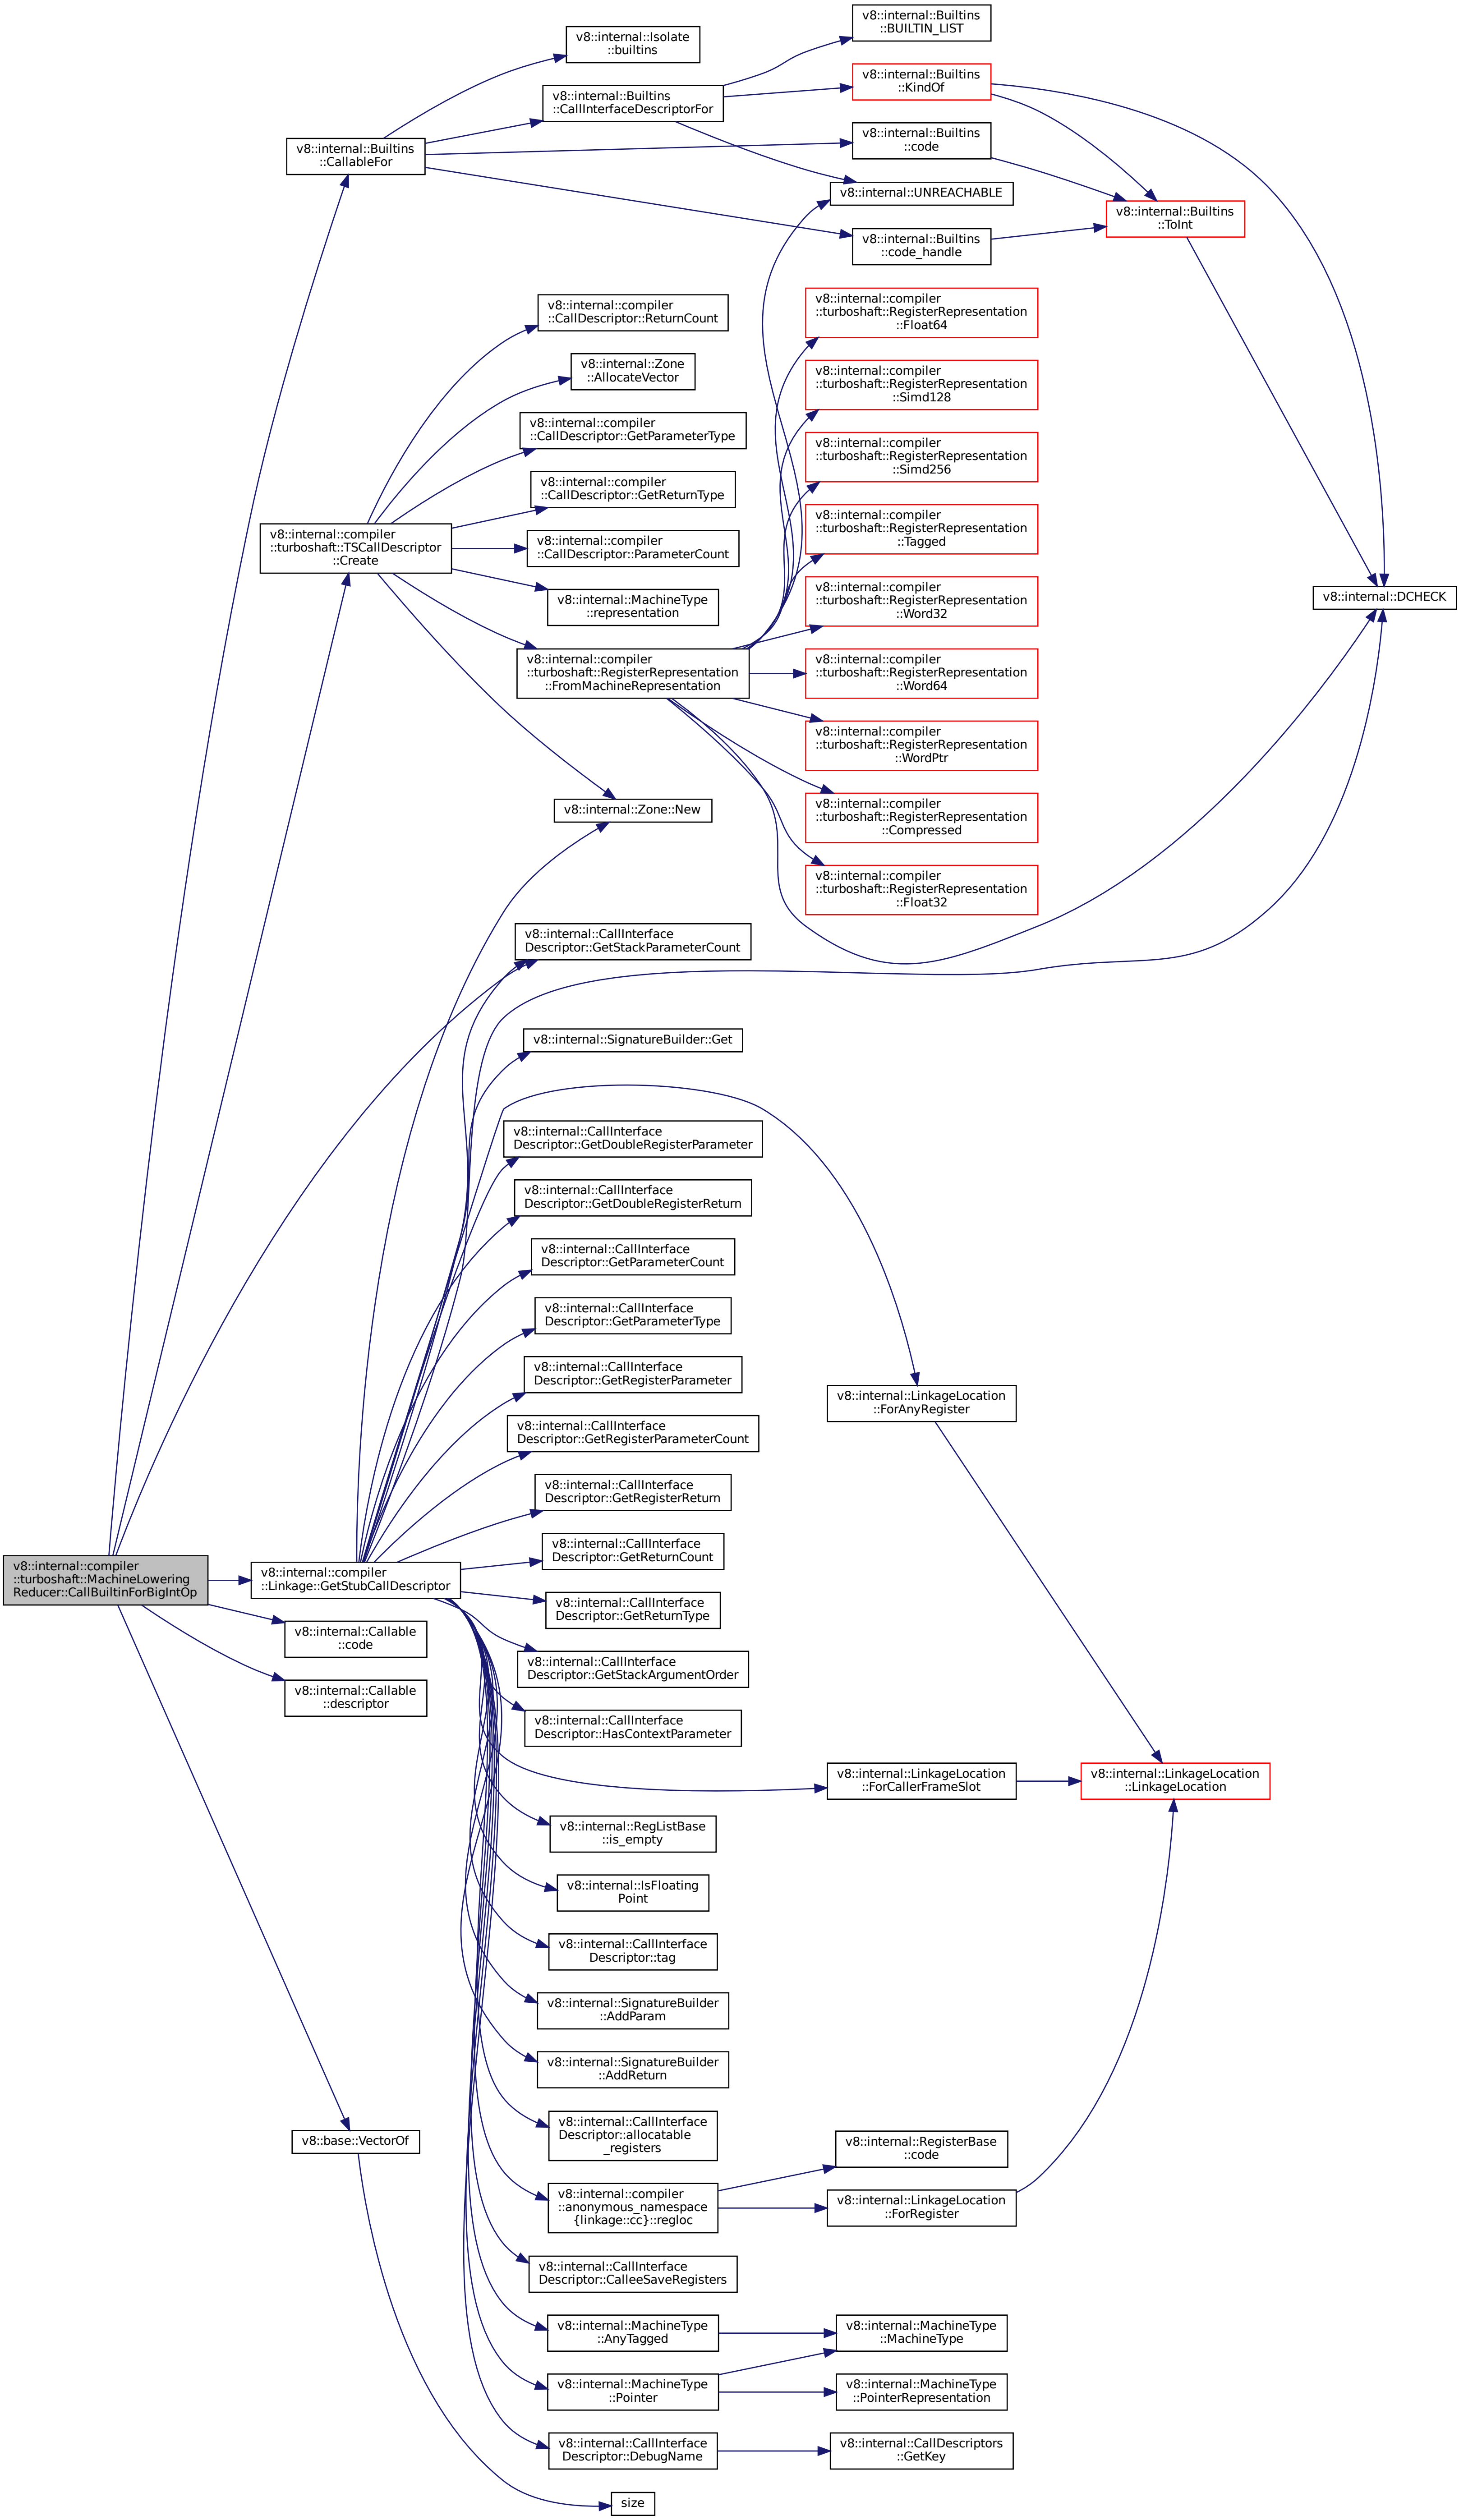 v8::internal::Builtins
::BUILTIN_LIST
v8::internal::Isolate
::builtins
v8::internal::Builtins
::KindOf
v8::internal::Builtins
::CallInterfaceDescriptorFor
v8::internal::Builtins
::code
v8::internal::Builtins
::CallableFor
v8::internal::UNREACHABLE
v8::internal::Builtins
::ToInt
v8::internal::Builtins
::code_handle
v8::internal::compiler
::CallDescriptor::ReturnCount
v8::internal::compiler
::turboshaft::RegisterRepresentation
::Float64
v8::internal::Zone
::AllocateVector
v8::internal::compiler
::turboshaft::RegisterRepresentation
::Simd128
v8::internal::compiler
::CallDescriptor::GetParameterType
v8::internal::compiler
::turboshaft::RegisterRepresentation
::Simd256
v8::internal::compiler
::CallDescriptor::GetReturnType
v8::internal::compiler
::turboshaft::RegisterRepresentation
::Tagged
v8::internal::compiler
::turboshaft::TSCallDescriptor
::Create
v8::internal::compiler
::CallDescriptor::ParameterCount
v8::internal::compiler
::turboshaft::RegisterRepresentation
::Word32
v8::internal::DCHECK
v8::internal::MachineType
::representation
v8::internal::compiler
::turboshaft::RegisterRepresentation
::FromMachineRepresentation
v8::internal::compiler
::turboshaft::RegisterRepresentation
::Word64
v8::internal::compiler
::turboshaft::RegisterRepresentation
::WordPtr
v8::internal::Zone::New
v8::internal::compiler
::turboshaft::RegisterRepresentation
::Compressed
v8::internal::compiler
::turboshaft::RegisterRepresentation
::Float32
v8::internal::CallInterface
Descriptor::GetStackParameterCount
v8::internal::SignatureBuilder::Get
v8::internal::CallInterface
Descriptor::GetDoubleRegisterParameter
v8::internal::CallInterface
Descriptor::GetDoubleRegisterReturn
v8::internal::CallInterface
Descriptor::GetParameterCount
v8::internal::CallInterface
Descriptor::GetParameterType
v8::internal::CallInterface
Descriptor::GetRegisterParameter
v8::internal::LinkageLocation
::ForAnyRegister
v8::internal::CallInterface
Descriptor::GetRegisterParameterCount
v8::internal::CallInterface
Descriptor::GetRegisterReturn
v8::internal::CallInterface
Descriptor::GetReturnCount
v8::internal::compiler
::turboshaft::MachineLowering
Reducer::CallBuiltinForBigIntOp
v8::internal::compiler
::Linkage::GetStubCallDescriptor
v8::internal::CallInterface
Descriptor::GetReturnType
v8::internal::Callable
::code
v8::internal::CallInterface
Descriptor::GetStackArgumentOrder
v8::internal::Callable
::descriptor
v8::internal::CallInterface
Descriptor::HasContextParameter
v8::internal::LinkageLocation
::ForCallerFrameSlot
v8::internal::LinkageLocation
::LinkageLocation
v8::internal::RegListBase
::is_empty
v8::internal::IsFloating
Point
v8::internal::CallInterface
Descriptor::tag
v8::internal::SignatureBuilder
::AddParam
v8::internal::SignatureBuilder
::AddReturn
v8::internal::CallInterface
Descriptor::allocatable
_registers
v8::base::VectorOf
v8::internal::RegisterBase
::code
v8::internal::compiler
::anonymous_namespace
{linkage::cc}::regloc
v8::internal::LinkageLocation
::ForRegister
v8::internal::CallInterface
Descriptor::CalleeSaveRegisters
v8::internal::MachineType
::AnyTagged
v8::internal::MachineType
::MachineType
v8::internal::MachineType
::Pointer
v8::internal::MachineType
::PointerRepresentation
v8::internal::CallInterface
Descriptor::DebugName
v8::internal::CallDescriptors
::GetKey
size